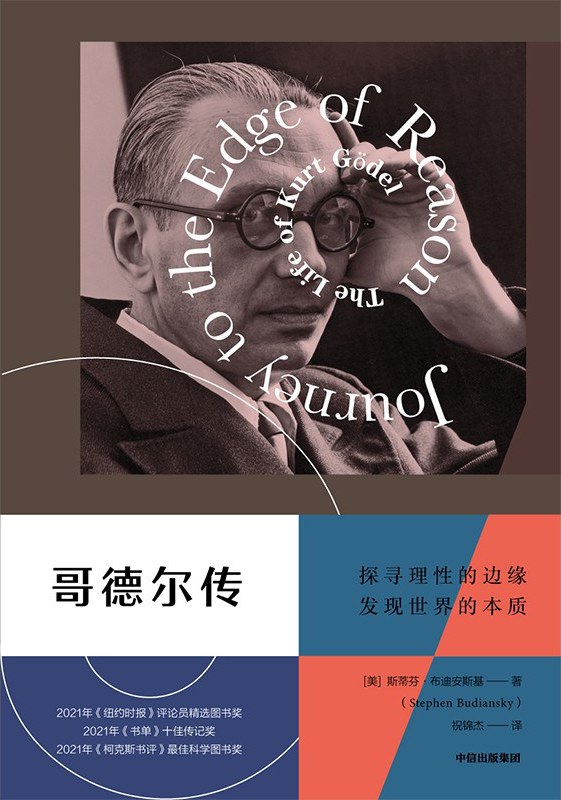 Journey to the Edge of Reason
The Life of Kurt Gödel
哥德尔传
探寻理性的边缘
发现世界的本质
[美] 斯蒂芬·布迪安斯基——著
（Stephen Budiansky）
祝锦杰——译
2021年《纽约时报》评论员精选图书奖
2021年《书单》十佳传记奖
2021年《柯克斯书评》最佳科学图书奖
中信出版集团